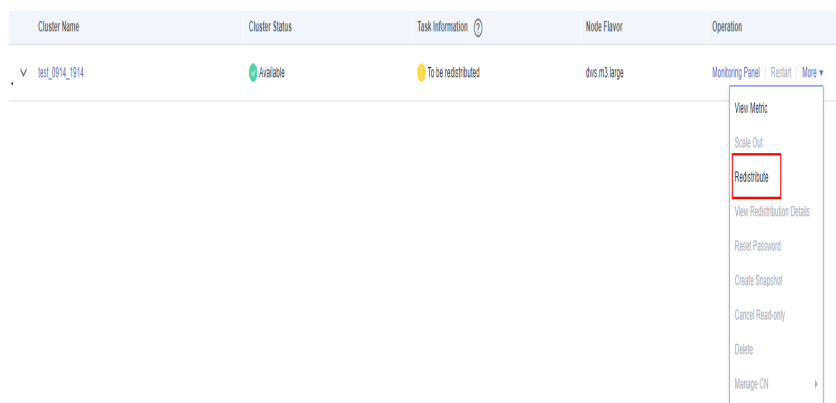 Cluster Name Cluster Status Task Information ? Node Flavor Operation
test_0914_1914 Available ! To be redistributed dws.m3.large Monitoring Panel | Restart | More
View Metric
Scale Out
Redistribute
View Redistribution Details
Reset Password
Create Snapshot
Cancel Read-only
Delete
Manage CN